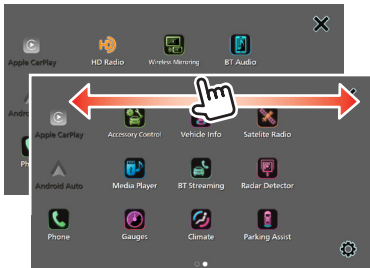 Apple CarPlay HD Radio Wireless Mirroring BT Audio
Apple CarPlay Accessory Control Vehicle Info Satelite Radio
Android Auto Media Player BT Streaming Radar Detector
Phone Gauges Climate Parking Assist